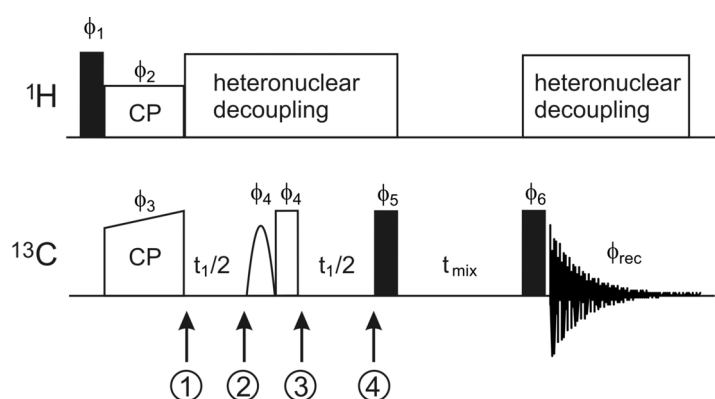 ϕ1
ϕ2
¹H
CP
heteronuclear
decoupling
heteronuclear
decoupling
ϕ3
ϕ4 ϕ4
ϕ5
ϕ6
¹³C
CP
t₁/2
t₁/2
tmix
ϕrec
① ② ③ ④